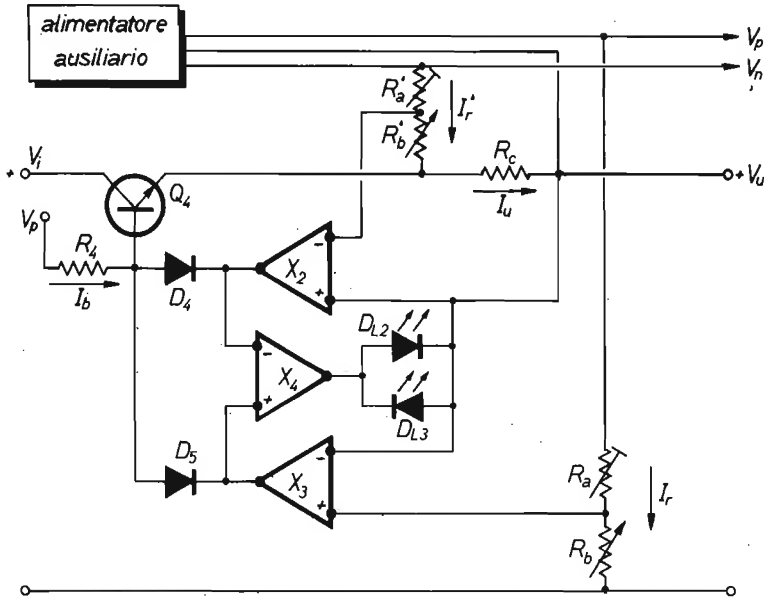 alimentatore
ausiliario
Vp
Vn
R'a
I'r
R'b
Rc
Vi
+
+Vu
Q4
Iu
Vp
R4
X2
-
+
Ib
D4
DL2
X4
-
+
DL3
D5
X3
-
+
Ra
Ir
Rb